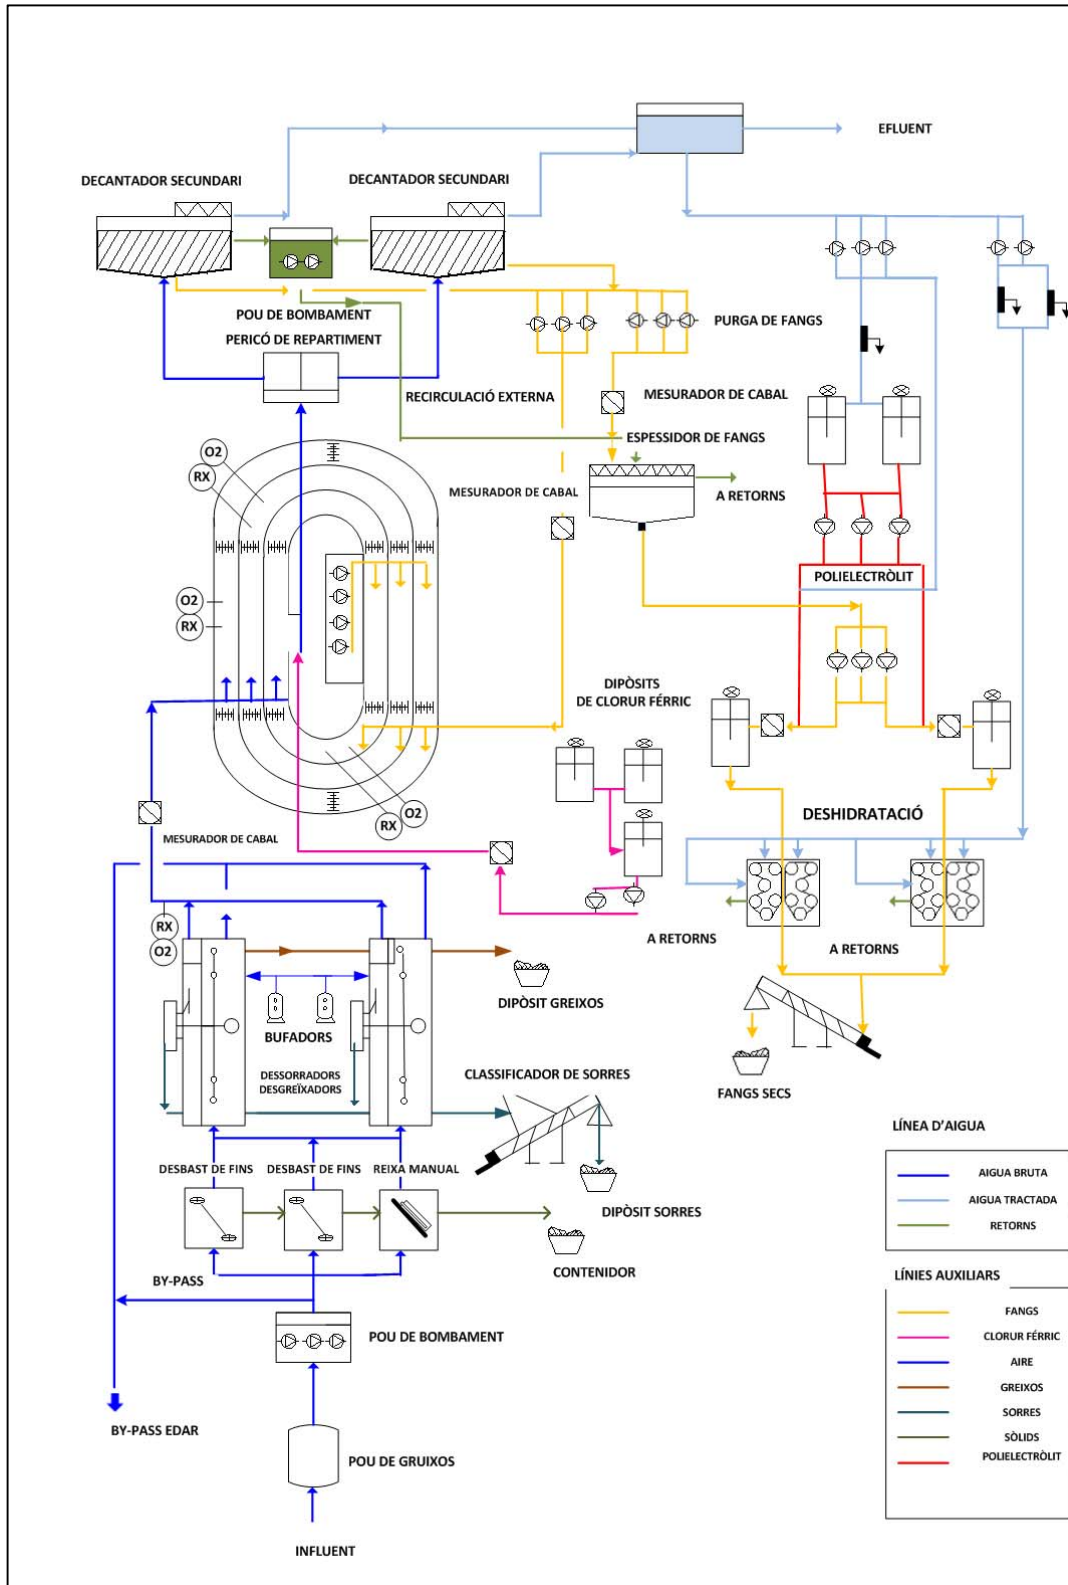 EFLUENT
DECANTADOR SECUNDARI
DECANTADOR SECUNDARI
POU DE BOMBAMENT
PURGA DE FANGS
PERICÓ DE REPARTIMENT
RECIRCULACIÓ EXTERNA
MESURADOR DE CABAL
ESPESSIDOR DE FANGS
O2
RX
MESURADOR DE CABAL
A RETORNS
POLIELECTRÒLIT
O2
RX
DIPÒSITS
DE CLORUR FÉRRIC
O2
RX
MESURADOR DE CABAL
DESHIDRATACIÓ
RX
O2
A RETORNS
A RETORNS
DIPÒSIT GREIXOS
BUFADORS
DESSORRADORS
DESGREÏXADORS
CLASSIFICADOR DE SORRES
FANGS SECS
DESBAST DE FINS
DESBAST DE FINS
REIXA MANUAL
DIPÒSIT SORRES
CONTENIDOR
BY-PASS
POU DE BOMBAMENT
BY-PASS EDAR
POU DE GRUIXOS
INFLUENT
LÍNEA D'AIGUA
AIGUA BRUTA
AIGUA TRACTADA
RETORNS
LÍNIES AUXILIARS
FANGS
CLORUR FÉRRIC
AIRE
GREIXOS
SORRES
SÒLIDS
POLIELECTRÒLIT